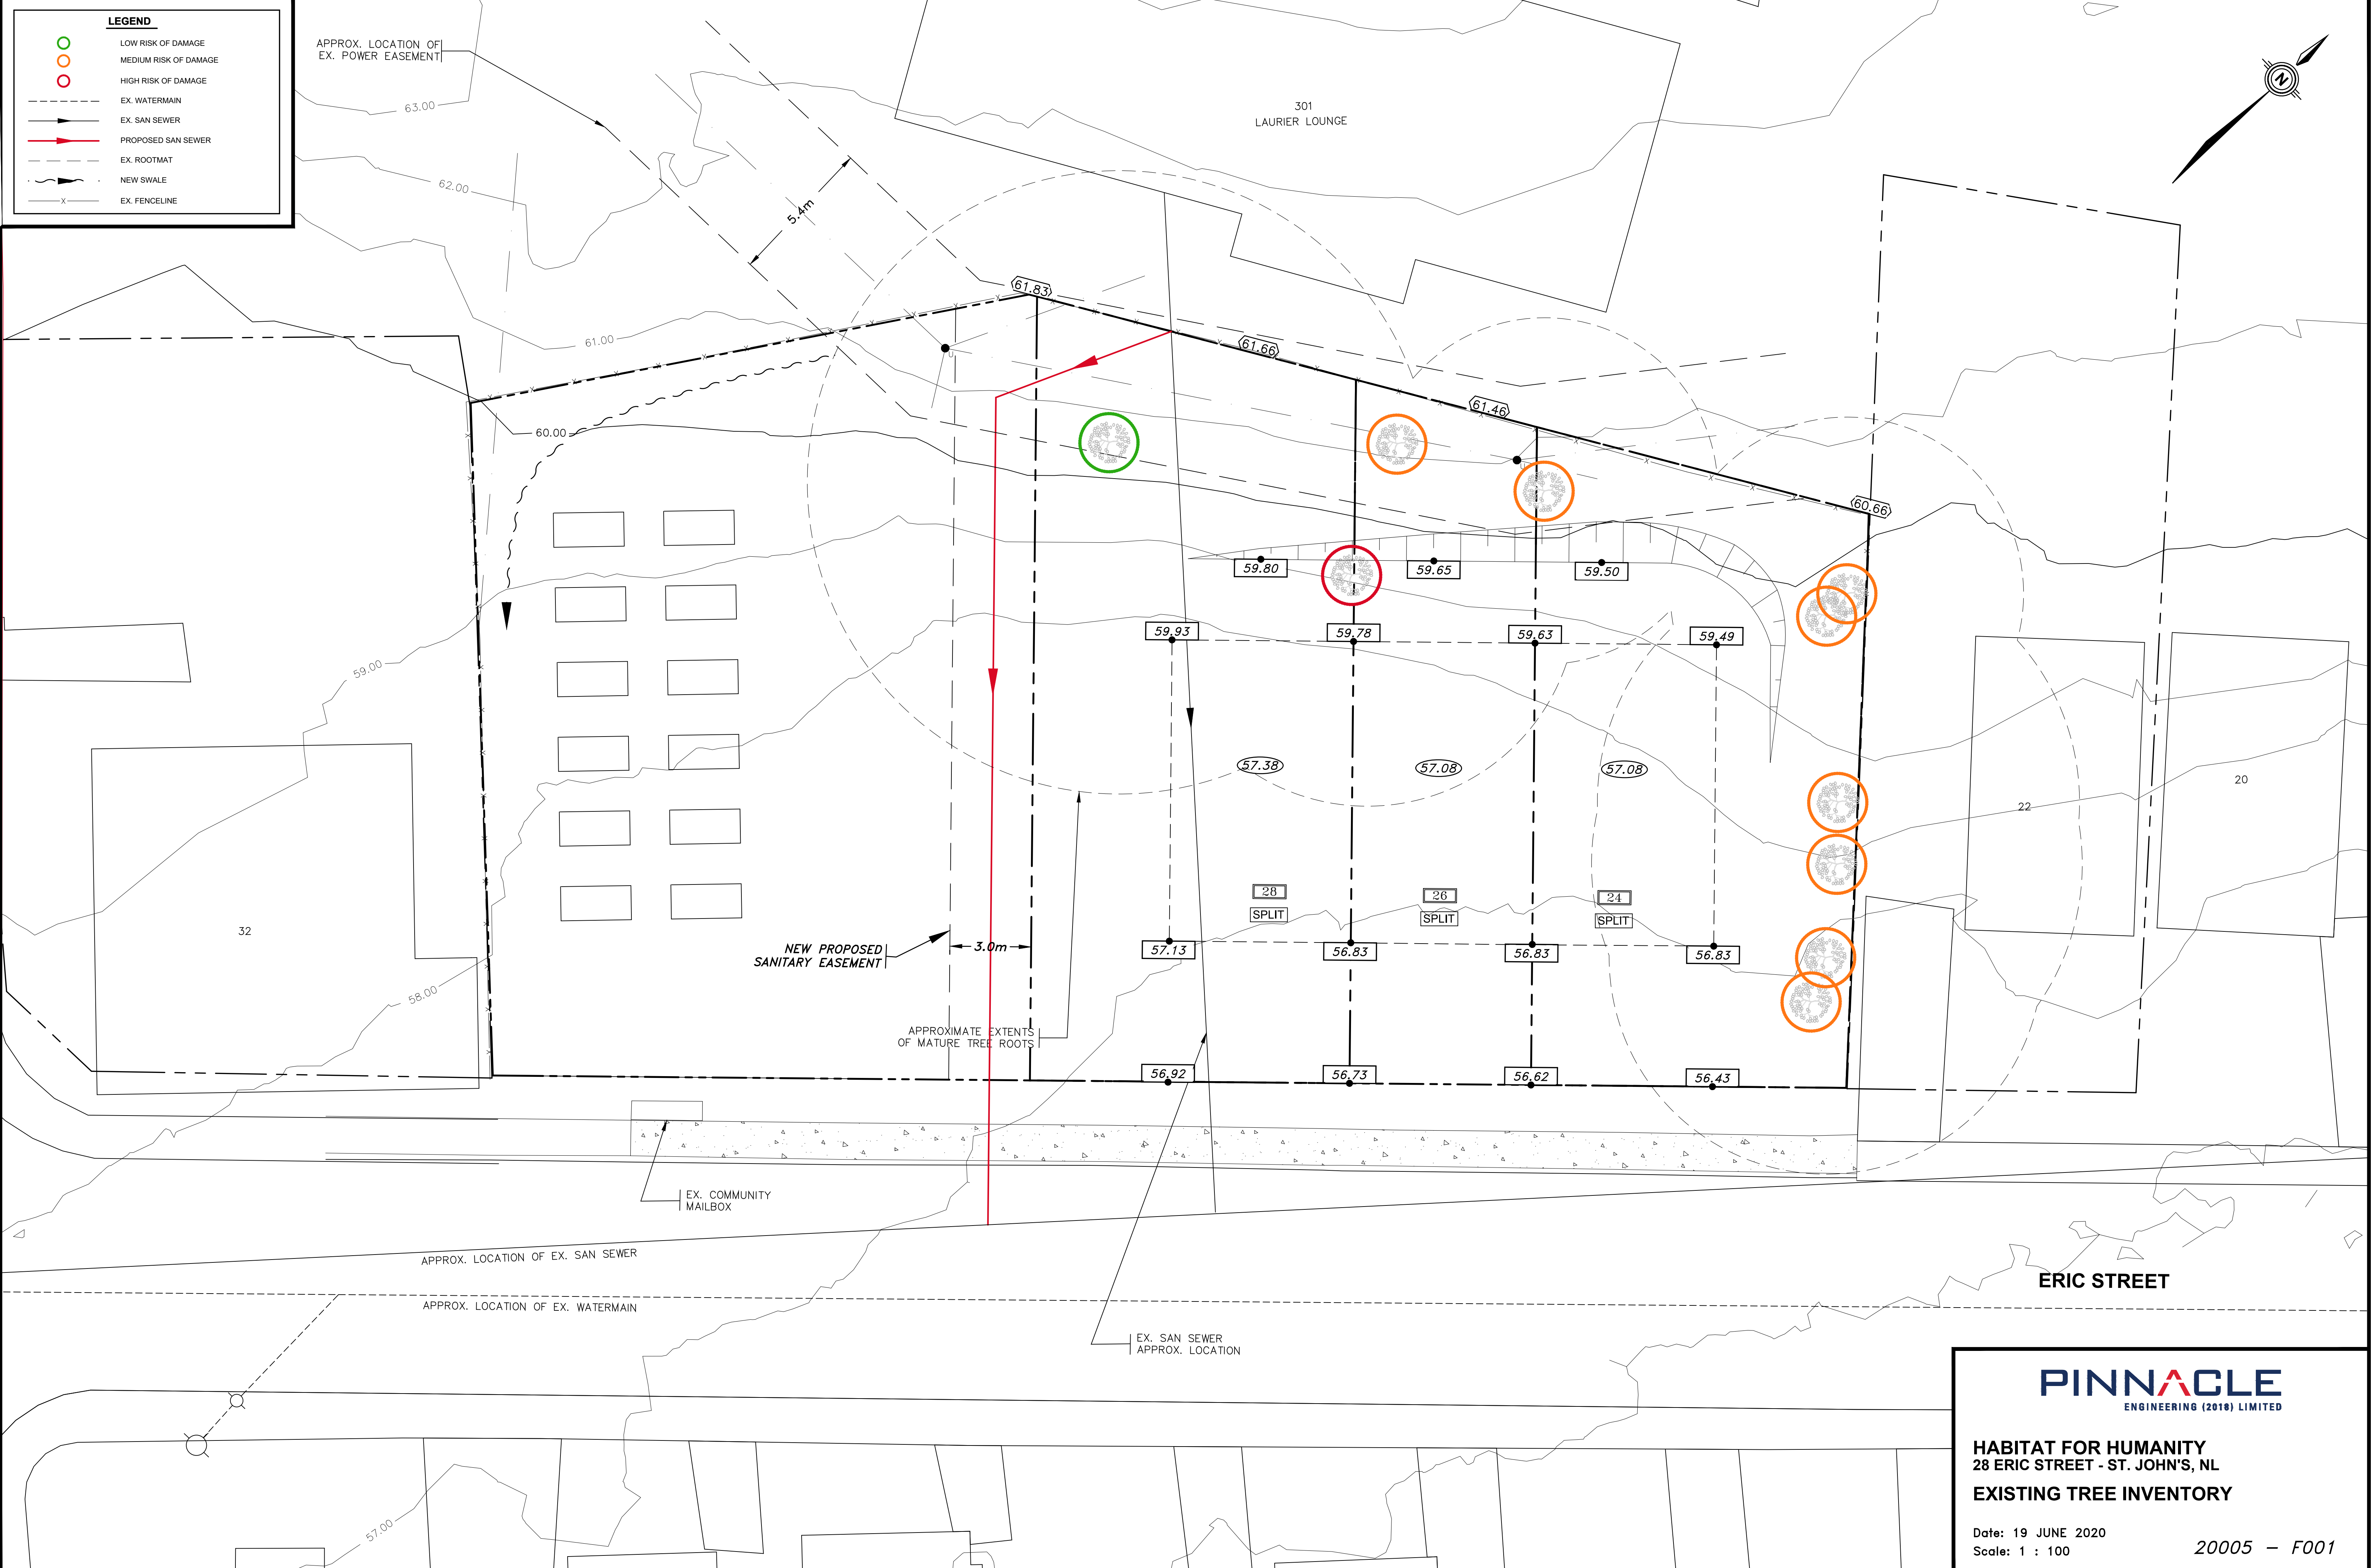 LEGEND
LOW RISK OF DAMAGE
MEDIUM RISK OF DAMAGE
HIGH RISK OF DAMAGE
EX. WATERMAIN
EX. SAN SEWER
PROPOSED SAN SEWER
EX. ROOTMAT
NEW SWALE
X EX. FENCELINE
APPROX. LOCATION OF
EX. POWER EASEMENT
63.00
62.00
61.00
60.00
59.00
58.00
57.00
5.4m
301
LAURIER LOUNGE
N
61.83
61.66
61.46
60.66
59.80
59.65
59.50
59.93
59.78
59.63
59.49
57.38
57.08
57.08
28
SPLIT
26
SPLIT
24
SPLIT
57.13
56.83
56.83
56.83
56.92
56.73
56.62
56.43
32
22
20
NEW PROPOSED
SANITARY EASEMENT
3.0m
APPROXIMATE EXTENTS
OF MATURE TREE ROOTS
EX. COMMUNITY
MAILBOX
APPROX. LOCATION OF EX. SAN SEWER
APPROX. LOCATION OF EX. WATERMAIN
EX. SAN SEWER
APPROX. LOCATION
ERIC STREET
PINNACLE
ENGINEERING (2018) LIMITED
HABITAT FOR HUMANITY
28 ERIC STREET - ST. JOHN'S, NL
EXISTING TREE INVENTORY
Date: 19 JUNE 2020
Scale: 1 : 100
20005 - F001